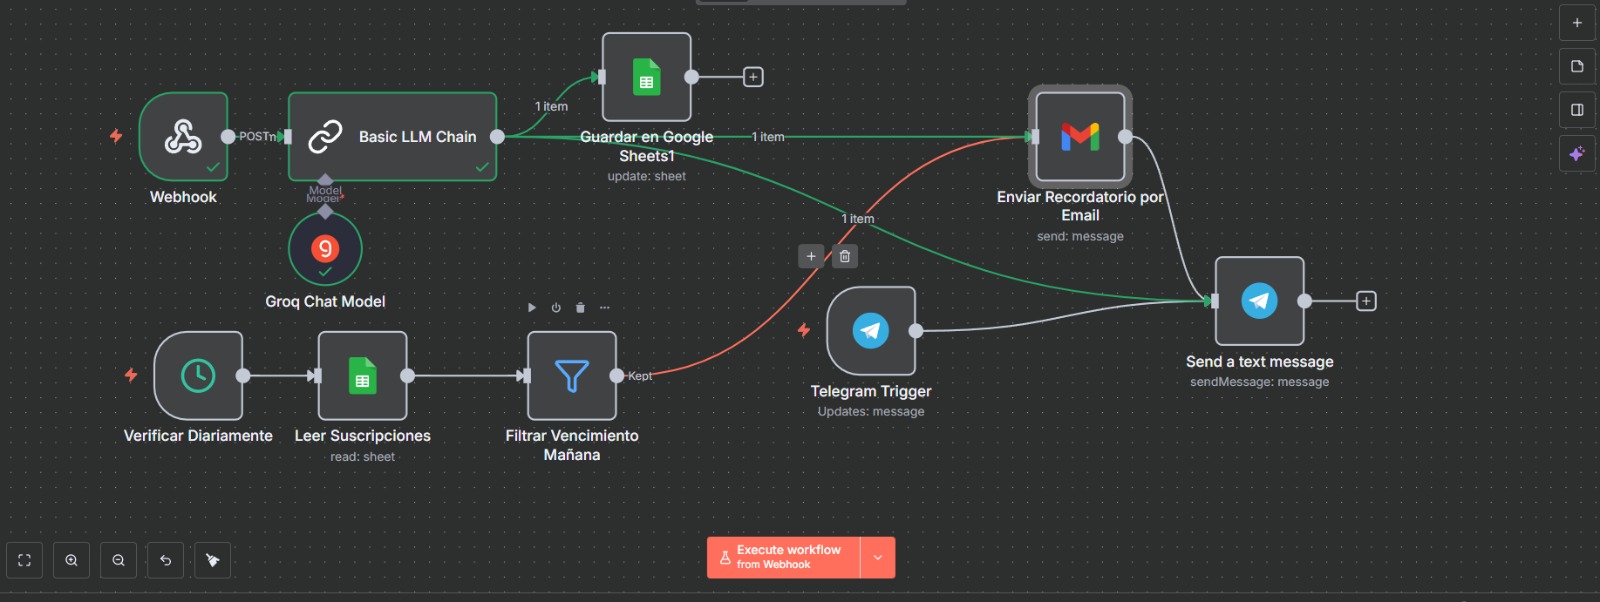 1 item
POST
Basic LLM Chain
Guardar en Google
Sheets1
update: sheet
1 item
Webhook
Model
Model*
Enviar Recordatorio por
Email
send: message
1 item
Groq Chat Model
Telegram Trigger
Updates: message
Send a text message
sendMessage: message
Kept
Verificar Diariamente
Leer Suscripciones
read: sheet
Filtrar Vencimiento
Mañana
Execute workflow
from Webhook